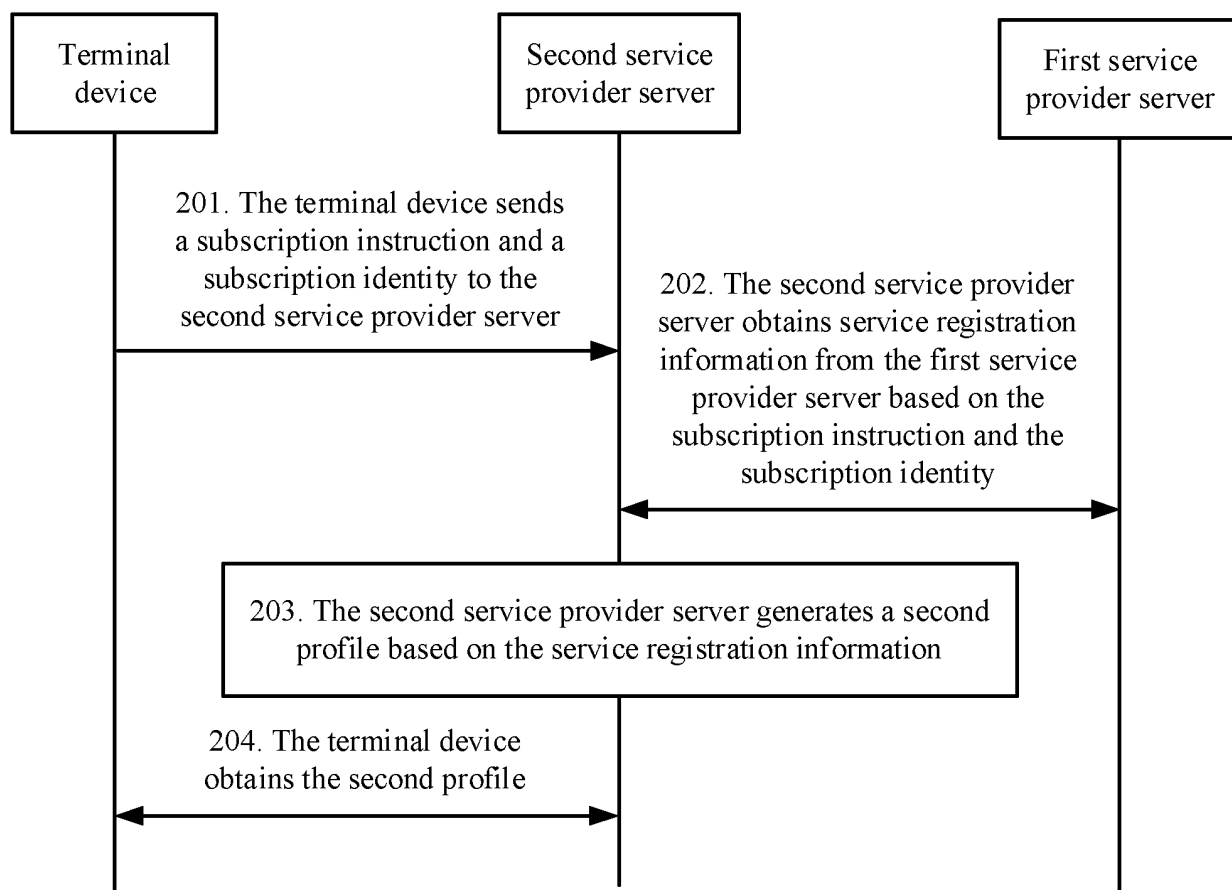 Terminal
device
Second service
provider server
First service
provider server
201. The terminal device sends
a subscription instruction and a
subscription identity to the
second service provider server
202. The second service provider
server obtains service registration
information from the first service
provider server based on the
subscription instruction and the
subscription identity
203. The second service provider server generates a second
profile based on the service registration information
204. The terminal device
obtains the second profile